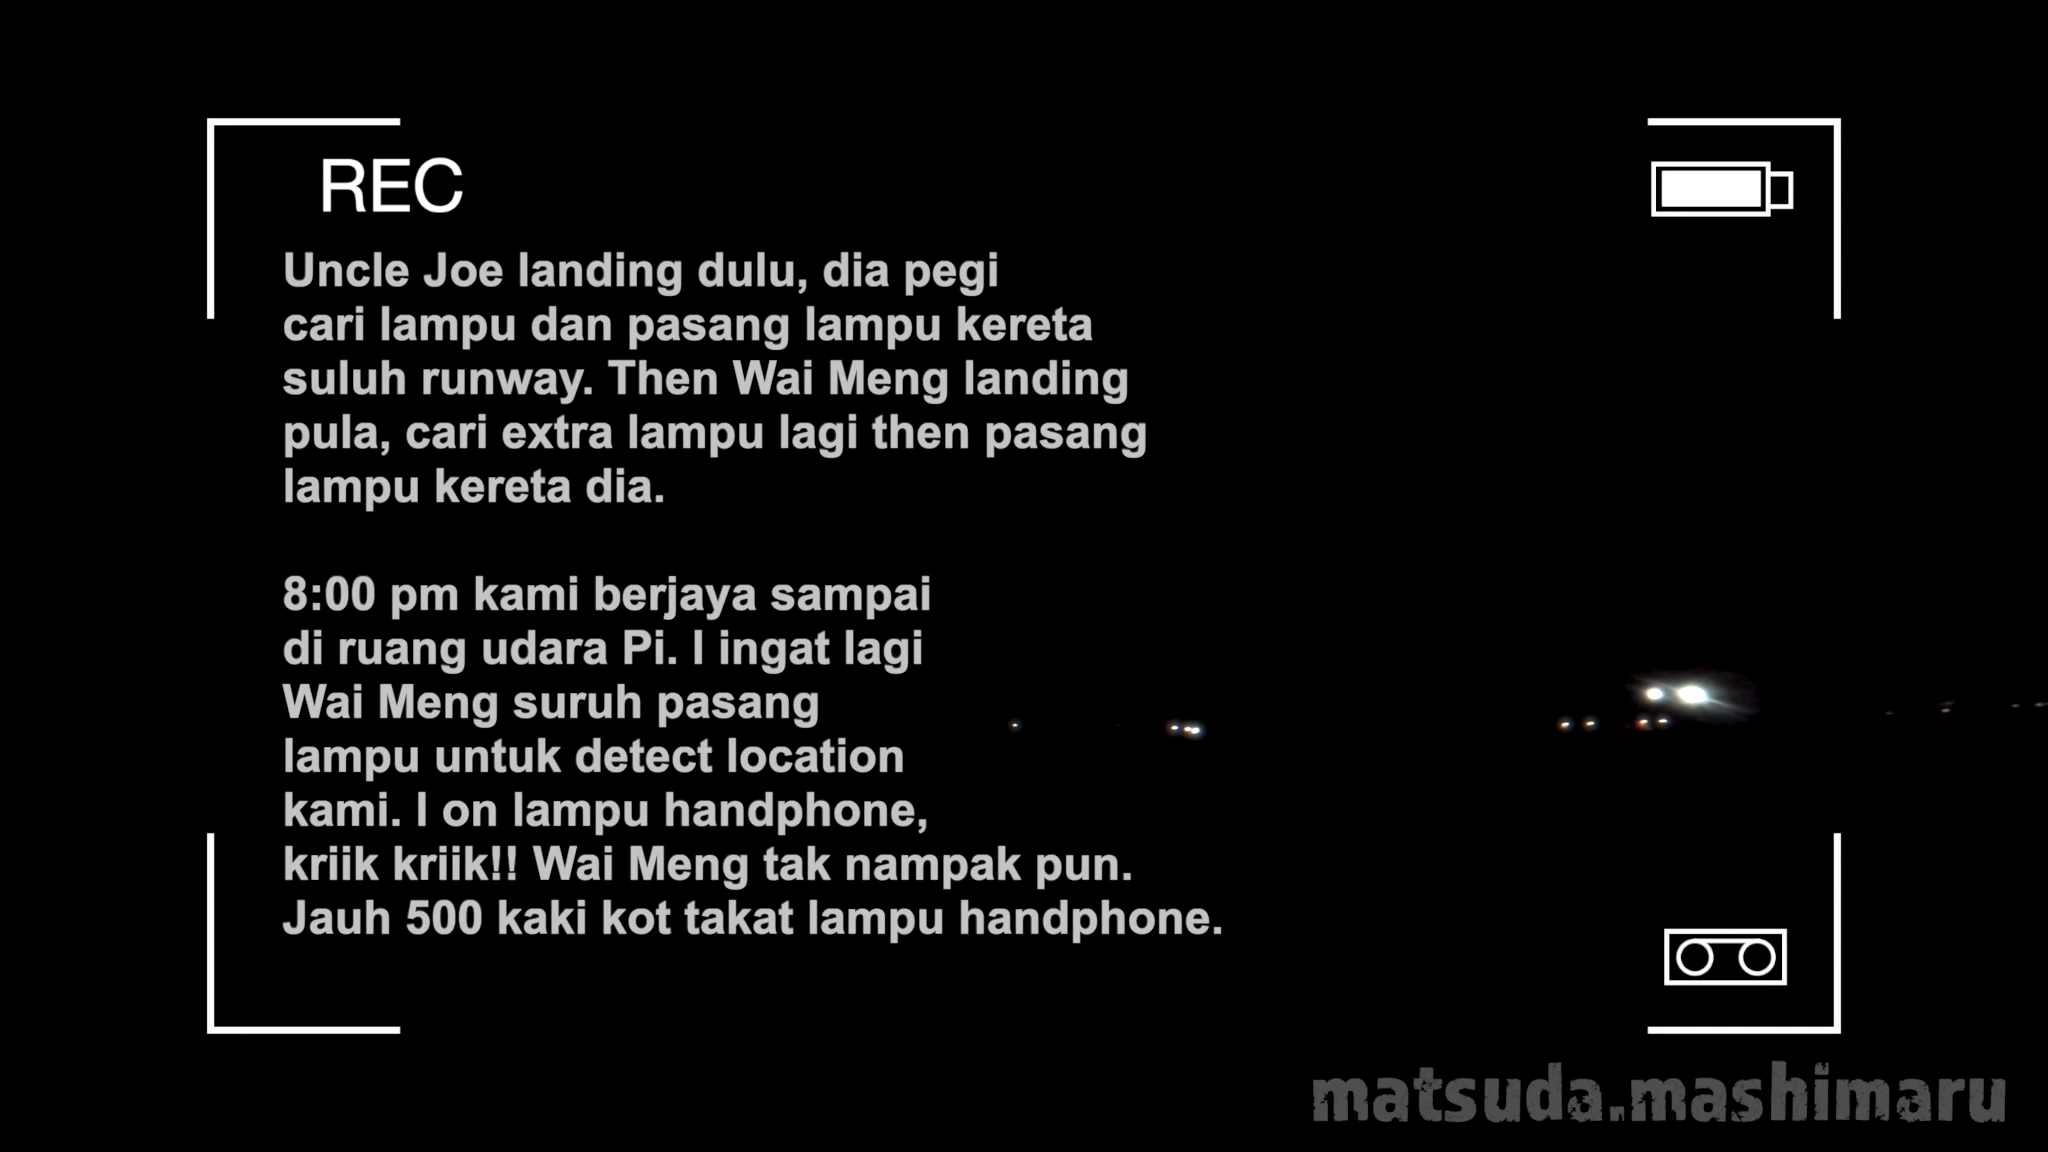 REC
Uncle Joe landing dulu, dia pegi
cari lampu dan pasang lampu kereta
suluh runway. Then Wai Meng landing
pula, cari extra lampu lagi then pasang
lampu kereta dia.
8:00 pm kami berjaya sampai
di ruang udara Pi. I ingat lagi
Wai Meng suruh pasang
lampu untuk detect location
kami. I on lampu handphone,
kriik kriik!! Wai Meng tak nampak pun.
Jauh 500 kaki kot takat lampu handphone.
matsuda.mashimaru